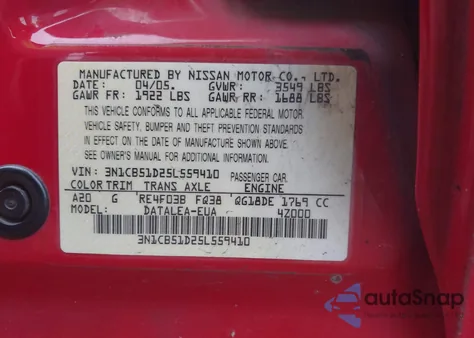 MANUFACTURED BY NISSAN MOTOR CO., LTD.
DATE: 04/05. GVWR: 3549 LBS
GAWR FR: 1922 LBS GAWR RR: 1688 LBS
THIS VEHICLE CONFORMS TO ALL APPLICABLE FEDERAL MOTOR
VEHICLE SAFETY, BUMPER AND THEFT PREVENTION STANDARDS
IN EFFECT ON THE DATE OF MANUFACTURE SHOWN ABOVE.
SEE OWNER'S MANUAL FOR ADDITIONAL INFORMATION.
VIN: 3N1CB51D25L559410 PASSENGER CAR
COLOR TRIM TRANS AXLE ENGINE
A20 G RE4F03B FQ38 QG18DE 1769 CC
MODEL: DATALEA-EUA 4Z000
3N1CB51D25L559410
autoSnap